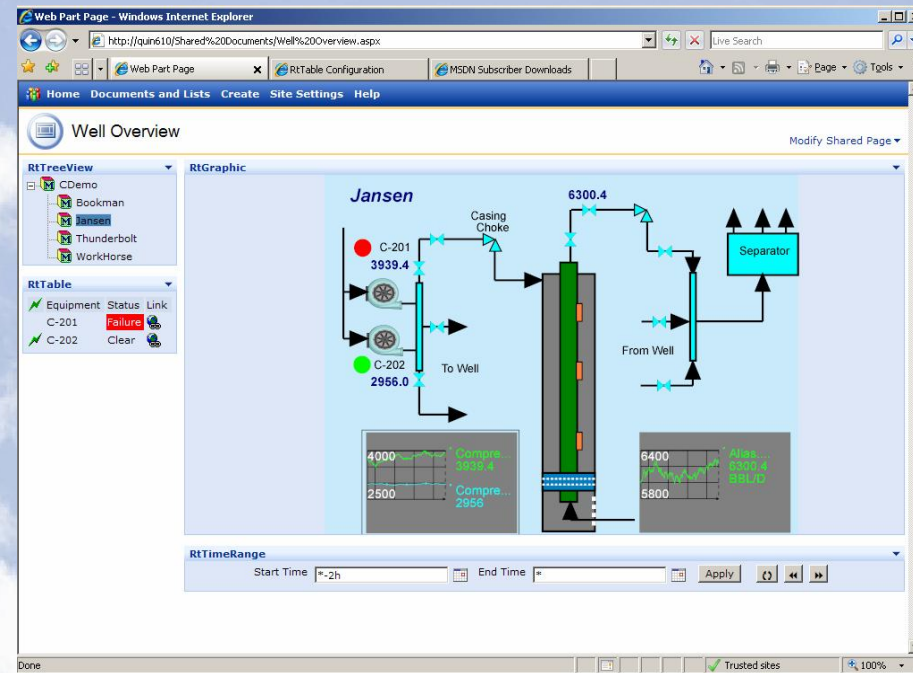 Web Part Page - Windows Internet Explorer
http://quin610/Shared%20Documents/Well%20Overview.aspx
Live Search
Web Part Page
RtTable Configuration
MSDN Subscriber Downloads
Page
Tools
Home Documents and Lists Create Site Settings Help
Well Overview
Modify Shared Page
RtTreeView
CDemo
Bookman
Jansen
Thunderbolt
WorkHorse
RtTable
Equipment Status Link
C-201 Failure
C-202 Clear
RtGraphic
Jansen
6300.4
Casing
Choke
C-201
3939.4
Separator
C-202
2956.0
To Well
From Well
4000
2500
Compre...
3939.4
Compre...
2956
6400
5800
Alias....
6300.4
BBL/D
RtTimeRange
Start Time *-2h End Time * Apply
Done
Trusted sites
100%